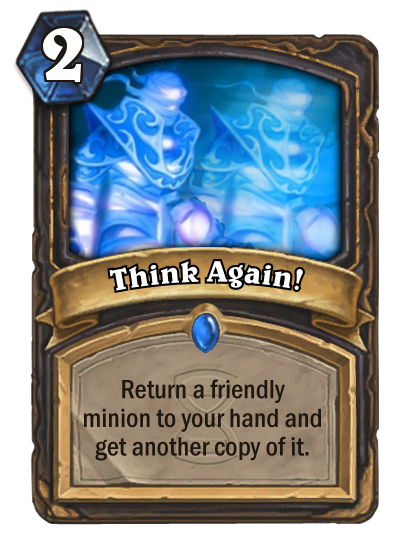 2
Think Again!
Return a friendly
minion to your hand and
get another copy of it.